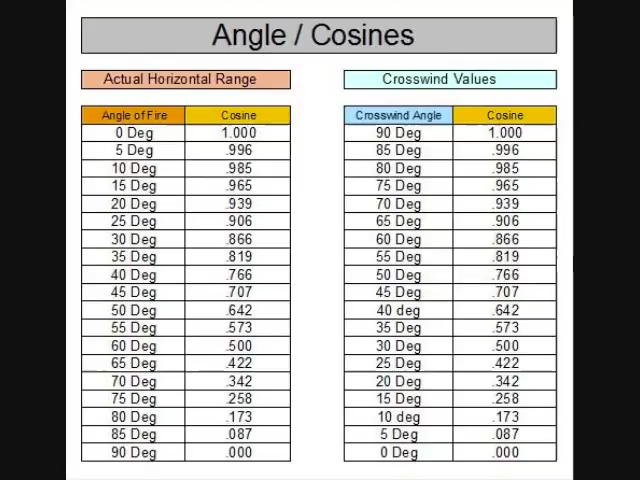 Angle / Cosines
Actual Horizontal Range Crosswind Values
Angle of Fire Cosine Crosswind Angle Cosine
0 Deg 1.000 90 Deg 1.000
5 Deg .996 85 Deg .996
10 Deg .985 80 Deg .985
15 Deg .965 75 Deg .965
20 Deg .939 70 Deg .939
25 Deg .906 65 Deg .906
30 Deg .866 60 Deg .866
35 Deg .819 55 Deg .819
40 Deg .766 50 Deg .766
45 Deg .707 45 Deg .707
50 Deg .642 40 deg .642
55 Deg .573 35 Deg .573
60 Deg .500 30 Deg .500
65 Deg .422 25 Deg .422
70 Deg .342 20 Deg .342
75 Deg .258 15 Deg .258
80 Deg .173 10 deg .173
85 Deg .087 5 Deg .087
90 Deg .000 0 Deg .000